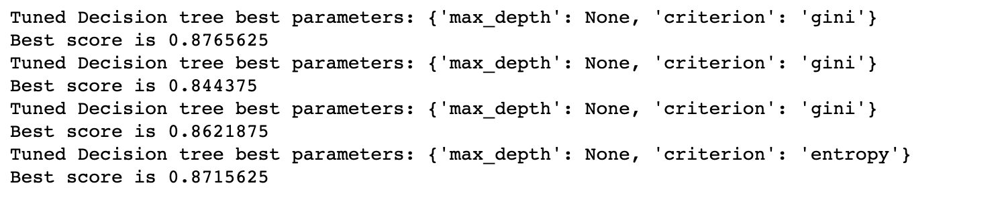 Tuned Decision tree best parameters: {'max_depth': None, 'criterion': 'gini'}
Best score is 0.8765625
Tuned Decision tree best parameters: {'max_depth': None, 'criterion': 'gini'}
Best score is 0.844375
Tuned Decision tree best parameters: {'max_depth': None, 'criterion': 'gini'}
Best score is 0.8621875
Tuned Decision tree best parameters: {'max_depth': None, 'criterion': 'entropy'}
Best score is 0.8715625